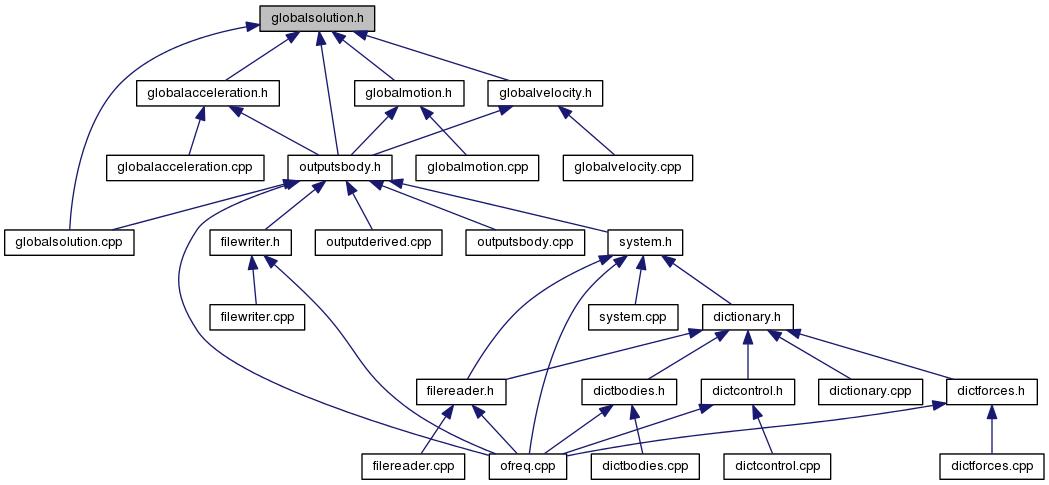 globalsolution.h
globalacceleration.h
globalmotion.h
globalvelocity.h
globalacceleration.cpp
outputsbody.h
globalmotion.cpp
globalvelocity.cpp
globalsolution.cpp
filewriter.h
outputderived.cpp
outputsbody.cpp
system.h
filewriter.cpp
system.cpp
dictionary.h
filereader.h
dictbodies.h
dictcontrol.h
dictionary.cpp
dictforces.h
filereader.cpp
ofreq.cpp
dictbodies.cpp
dictcontrol.cpp
dictforces.cpp